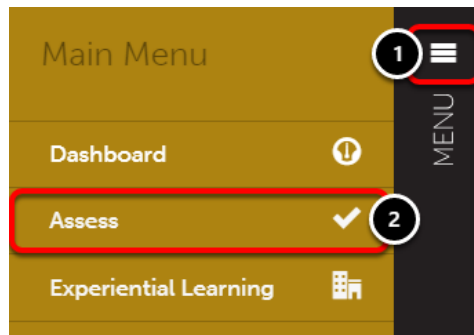 Main Menu
1
MENU
Dashboard
Assess
2
Experiential Learning